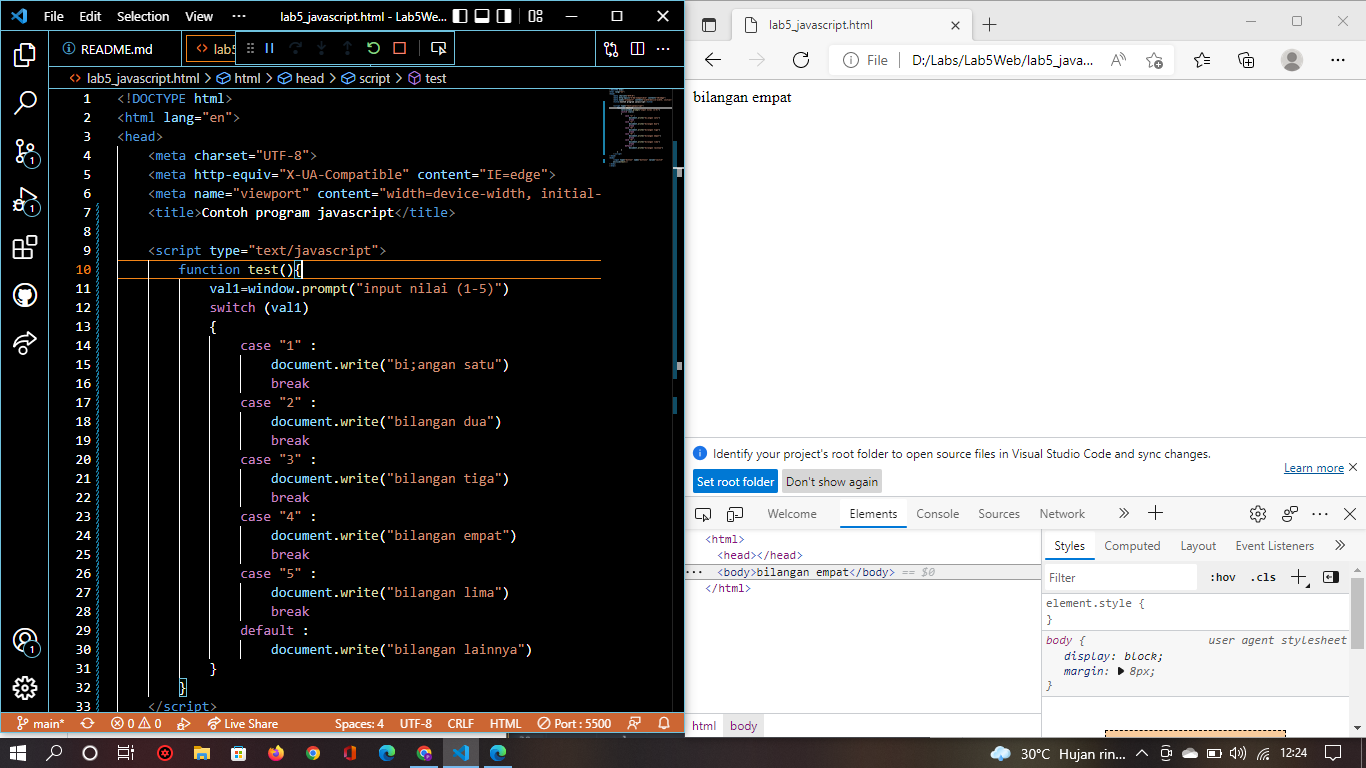 File Edit Selection View ··· lab5_javascript.html - Lab5Web...
README.md
lab5
lab5_javascript.html > html > head > script > test
1 <!DOCTYPE html>
2 <html lang="en">
3 <head>
4 <meta charset="UTF-8">
5 <meta http-equiv="X-UA-Compatible" content="IE=edge">
6 <meta name="viewport" content="width=device-width, initial-
7 <title>Contoh program javascript</title>
8
9 <script type="text/javascript">
10 function test(){
11 val1=window.prompt("input nilai (1-5)")
12 switch (val1)
13 {
14 case "1" :
15 document.write("bi;angan satu")
16 break
17 case "2" :
18 document.write("bilangan dua")
19 break
20 case "3" :
21 document.write("bilangan tiga")
22 break
23 case "4" :
24 document.write("bilangan empat")
25 break
26 case "5" :
27 document.write("bilangan lima")
28 break
29 default :
30 document.write("bilangan lainnya")
31 }
32 }
33 </script>
1
1
1
main* 0 0 Live Share Spaces: 4 UTF-8 CRLF HTML Port : 5500
lab5_javascript.html
File D:/Labs/Lab5Web/lab5_java...
bilangan empat
Identify your project's root folder to open source files in Visual Studio Code and sync changes.
Set root folder Don't show again Learn more
Welcome Elements Console Sources Network
<html>
<head></head>
··· <body>bilangan empat</body> == $0
</html>
html body
Styles Computed Layout Event Listeners
Filter :hov .cls
element.style {
}
body { user agent stylesheet
display: block;
margin: 8px;
}
30°C Hujan rin... 12:24